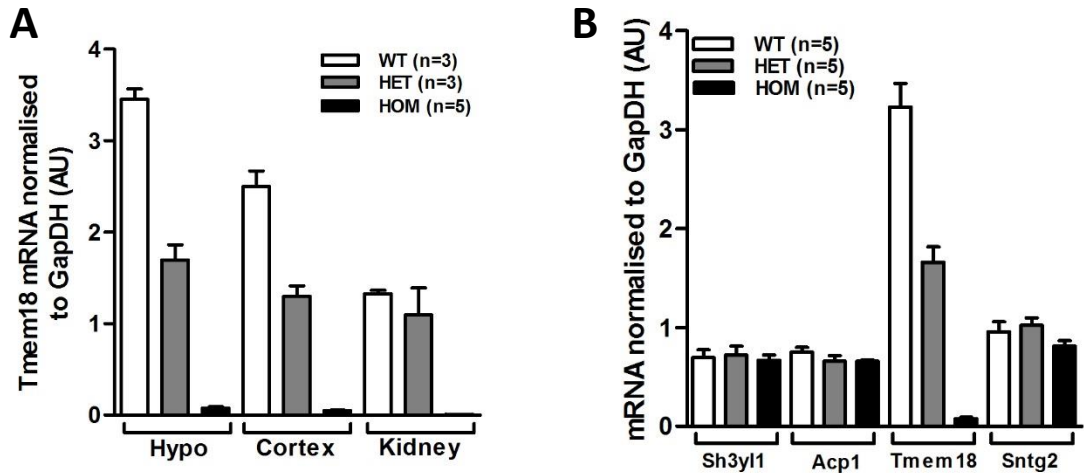 A
Tmem18 mRNA normalised
to GapDH (AU)
4
3
2
1
0
WT (n=3)
HET (n=3)
HOM (n=5)
Hypo
Cortex
Kidney
B
mRNA normalised to GapDH (AU)
4
3
2
1
0
WT (n=5)
HET (n=5)
HOM (n=5)
Sh3yl1
Acp1
Tmem18
Sntg2